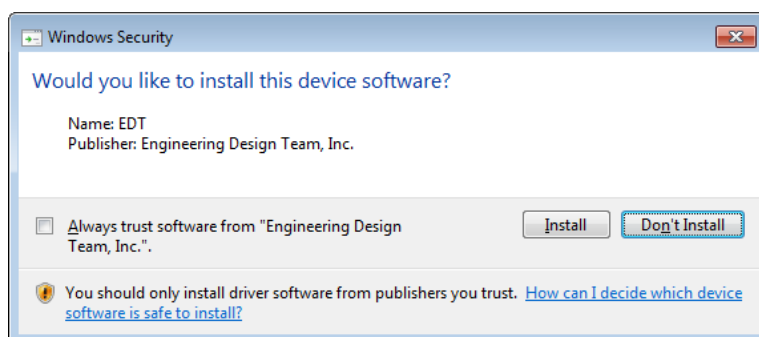 Windows Security
Would you like to install this device software?
Name: EDT
Publisher: Engineering Design Team, Inc.
Always trust software from "Engineering Design
Team, Inc.".
Install
Don't Install
You should only install driver software from publishers you trust. How can I decide which device
software is safe to install?